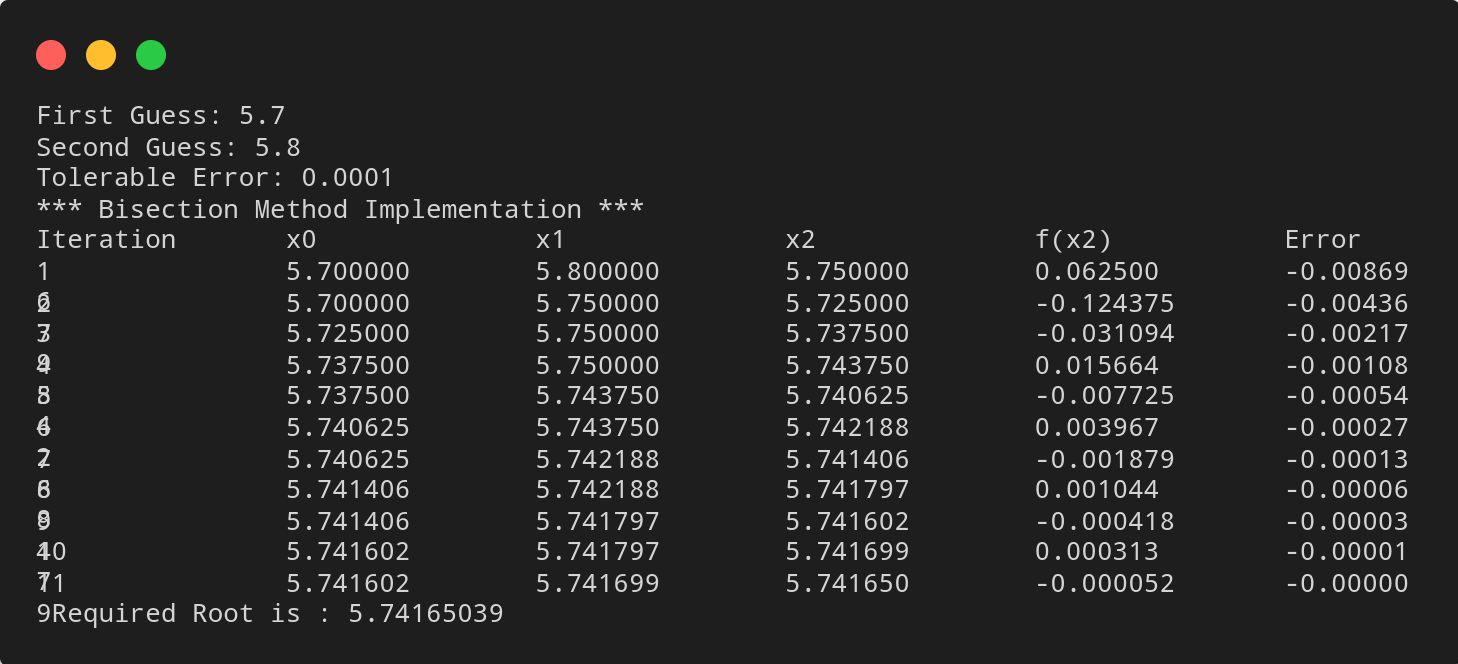 First Guess: 5.7
Second Guess: 5.8
Tolerable Error: 0.0001
*** Bisection Method Implementation ***
Iteration x0 x1 x2 f(x2) Error
1 5.700000 5.800000 5.750000 0.062500 -0.00869
2 5.700000 5.750000 5.725000 -0.124375 -0.00436
3 5.725000 5.750000 5.737500 -0.031094 -0.00217
4 5.737500 5.750000 5.743750 0.015664 -0.00108
5 5.737500 5.743750 5.740625 -0.007725 -0.00054
6 5.740625 5.743750 5.742188 0.003967 -0.00027
7 5.740625 5.742188 5.741406 -0.001879 -0.00013
8 5.741406 5.742188 5.741797 0.001044 -0.00006
9 5.741406 5.741797 5.741602 -0.000418 -0.00003
10 5.741602 5.741797 5.741699 0.000313 -0.00001
11 5.741602 5.741699 5.741650 -0.000052 -0.00000
9Required Root is : 5.74165039